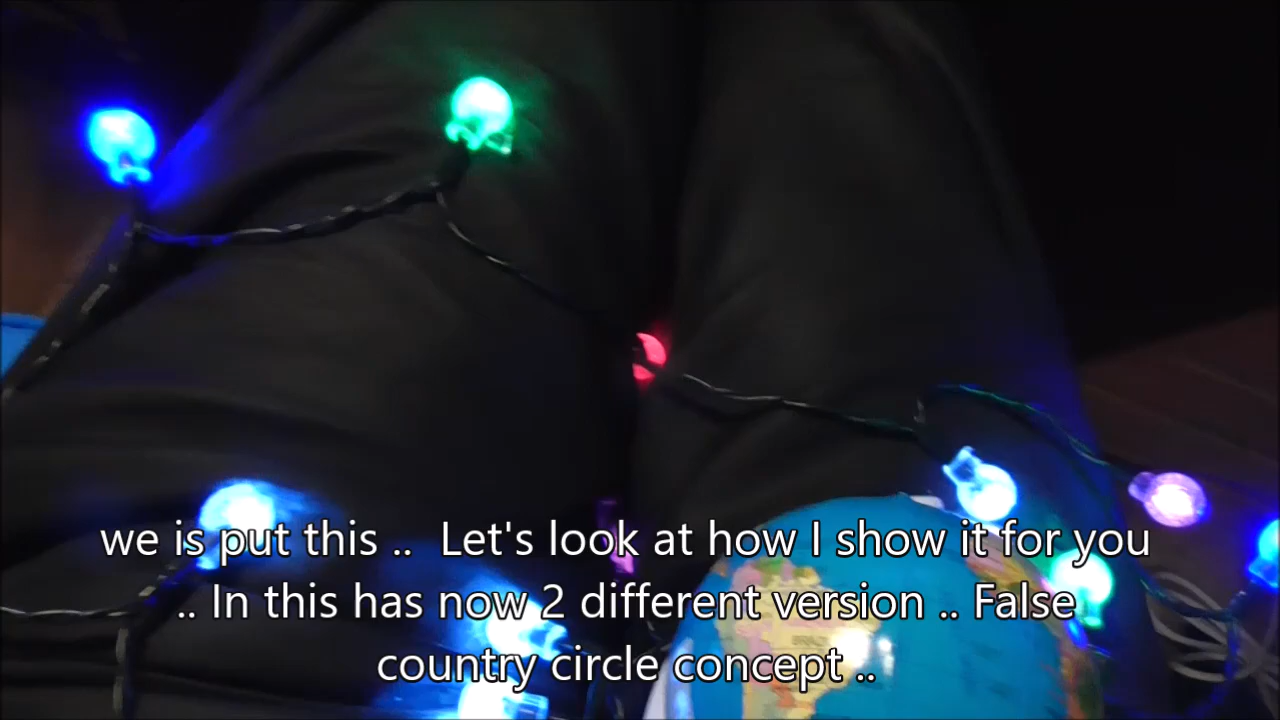 we is put this .. Let's look at how I show it for you
.. In this has now 2 different version .. False
country circle concept ..